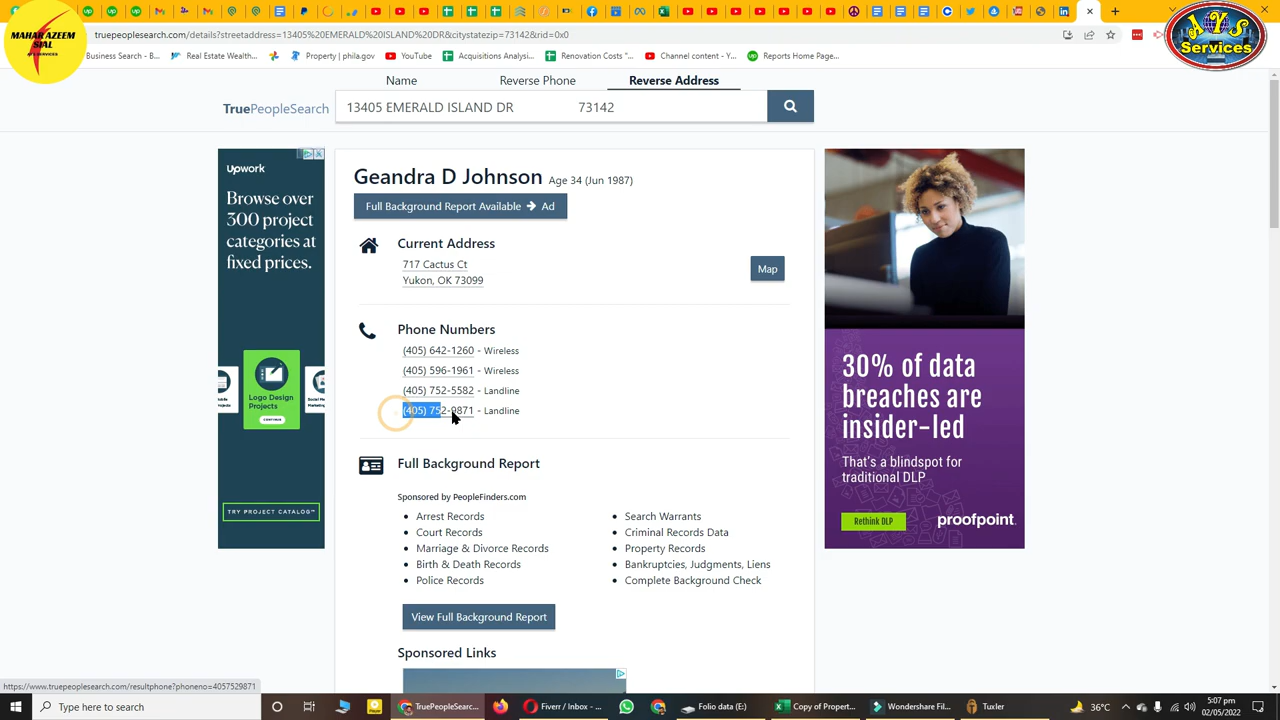 MAHAR AZEEM
SIAL
AYS SERVICES
AYS
Services
truepeoplesearch.com/details?streetaddress=13405%20EMERALD%20ISLAND%20DR&citystatezip=73142&rid=0x0
Business Search - B...
Real Estate Wealth...
Property | phila.gov
YouTube
Acquisitions Analysi...
Renovation Costs "...
Channel content - Y...
Reports Home Page...
Name
Reverse Phone
Reverse Address
TruePeopleSearch
13405 EMERALD ISLAND DR 73142
Upwork
Browse over
300 project
categories at
fixed prices.
Logo Design
Projects
CONTINUE
TRY PROJECT CATALOG™
Geandra D Johnson Age 34 (Jun 1987)
Full Background Report Available → Ad
Current Address
717 Cactus Ct
Yukon, OK 73099
Map
Phone Numbers
(405) 642-1260 - Wireless
(405) 596-1961 - Wireless
(405) 752-5582 - Landline
(405) 752-9871 - Landline
Full Background Report
Sponsored by PeopleFinders.com
Arrest Records
Court Records
Marriage & Divorce Records
Birth & Death Records
Police Records
Search Warrants
Criminal Records Data
Property Records
Bankruptcies, Judgments, Liens
Complete Background Check
View Full Background Report
Sponsored Links
30% of data
breaches are
insider-led
That's a blindspot for
traditional DLP
Rethink DLP
proofpoint.
https://www.truepeoplesearch.com/resultphone?phoneno=4057529871
Type here to search
TruePeopleSearc...
Fiverr / Inbox - ...
Folio data (E:)
Copy of Propert...
Wondershare Fil...
Tuxler
36°C
5:07 pm
02/05/2022